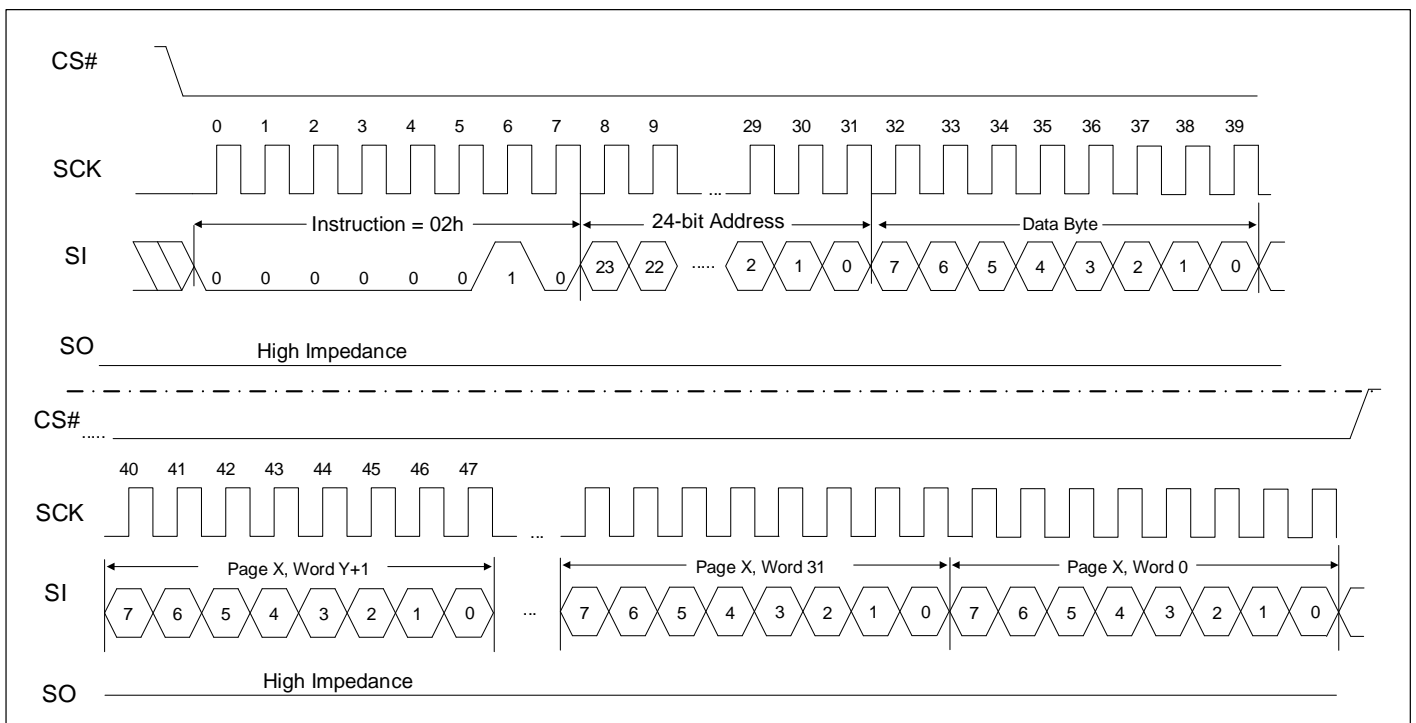 CS#
0 1 2 3 4 5 6 7 8 9 29 30 31 32 33 34 35 36 37 38 39
SCK
...
Instruction = 02h 24-bit Address Data Byte
SI
0 0 0 0 0 0 1 0 23 22 ..... 2 1 0 7 6 5 4 3 2 1 0
SO
High Impedance
CS#
.....
40 41 42 43 44 45 46 47
SCK
...
Page X, Word Y+1 Page X, Word 31 Page X, Word 0
SI
7 6 5 4 3 2 1 0 ... 7 6 5 4 3 2 1 0 7 6 5 4 3 2 1 0
SO
High Impedance